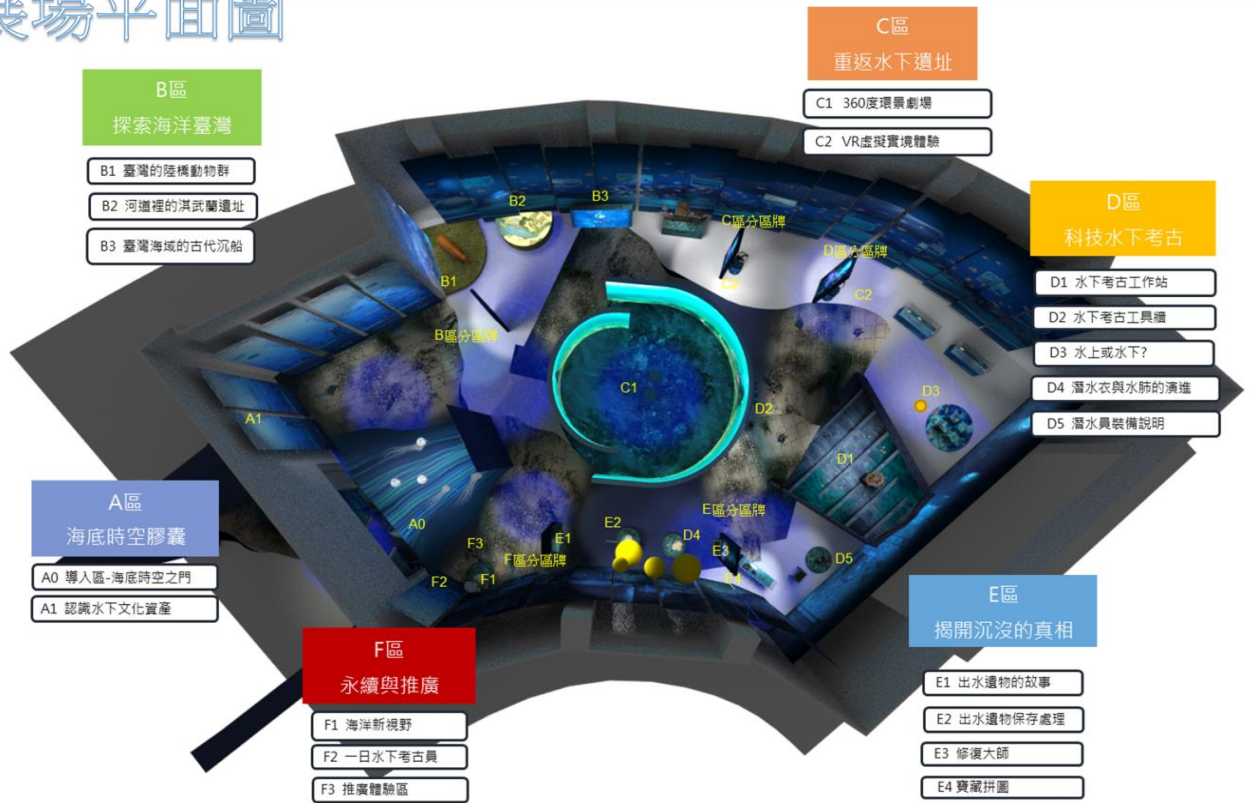 展場平面圖
B區
探索海洋臺灣
B1 臺灣的陸橋動物群
B2 河道裡的淇武蘭遺址
B3 臺灣海域的古代沉船
C區
重返水下遺址
C1 360度環景劇場
C2 VR虛擬實境體驗
D區
科技水下考古
D1 水下考古工作站
D2 水下考古工具牆
D3 水上或水下?
D4 潛水衣與水肺的演進
D5 潛水員裝備說明
A區
海底時空膠囊
A0 導入區-海底時空之門
A1 認識水下文化資產
F區
永續與推廣
F1 海洋新視野
F2 一日水下考古員
F3 推廣體驗區
E區
揭開沉沒的真相
E1 出水遺物的故事
E2 出水遺物保存處理
E3 修復大師
E4 寶藏拼圖
B2
B3
C區分區牌
D區分區牌
B1
C2
C2
B區分區牌
C1
A1
D2
D3
D1
A0
E區分區牌
E2
D4
E1
E3
E4
D5
F3
F區分區牌
F2
F1